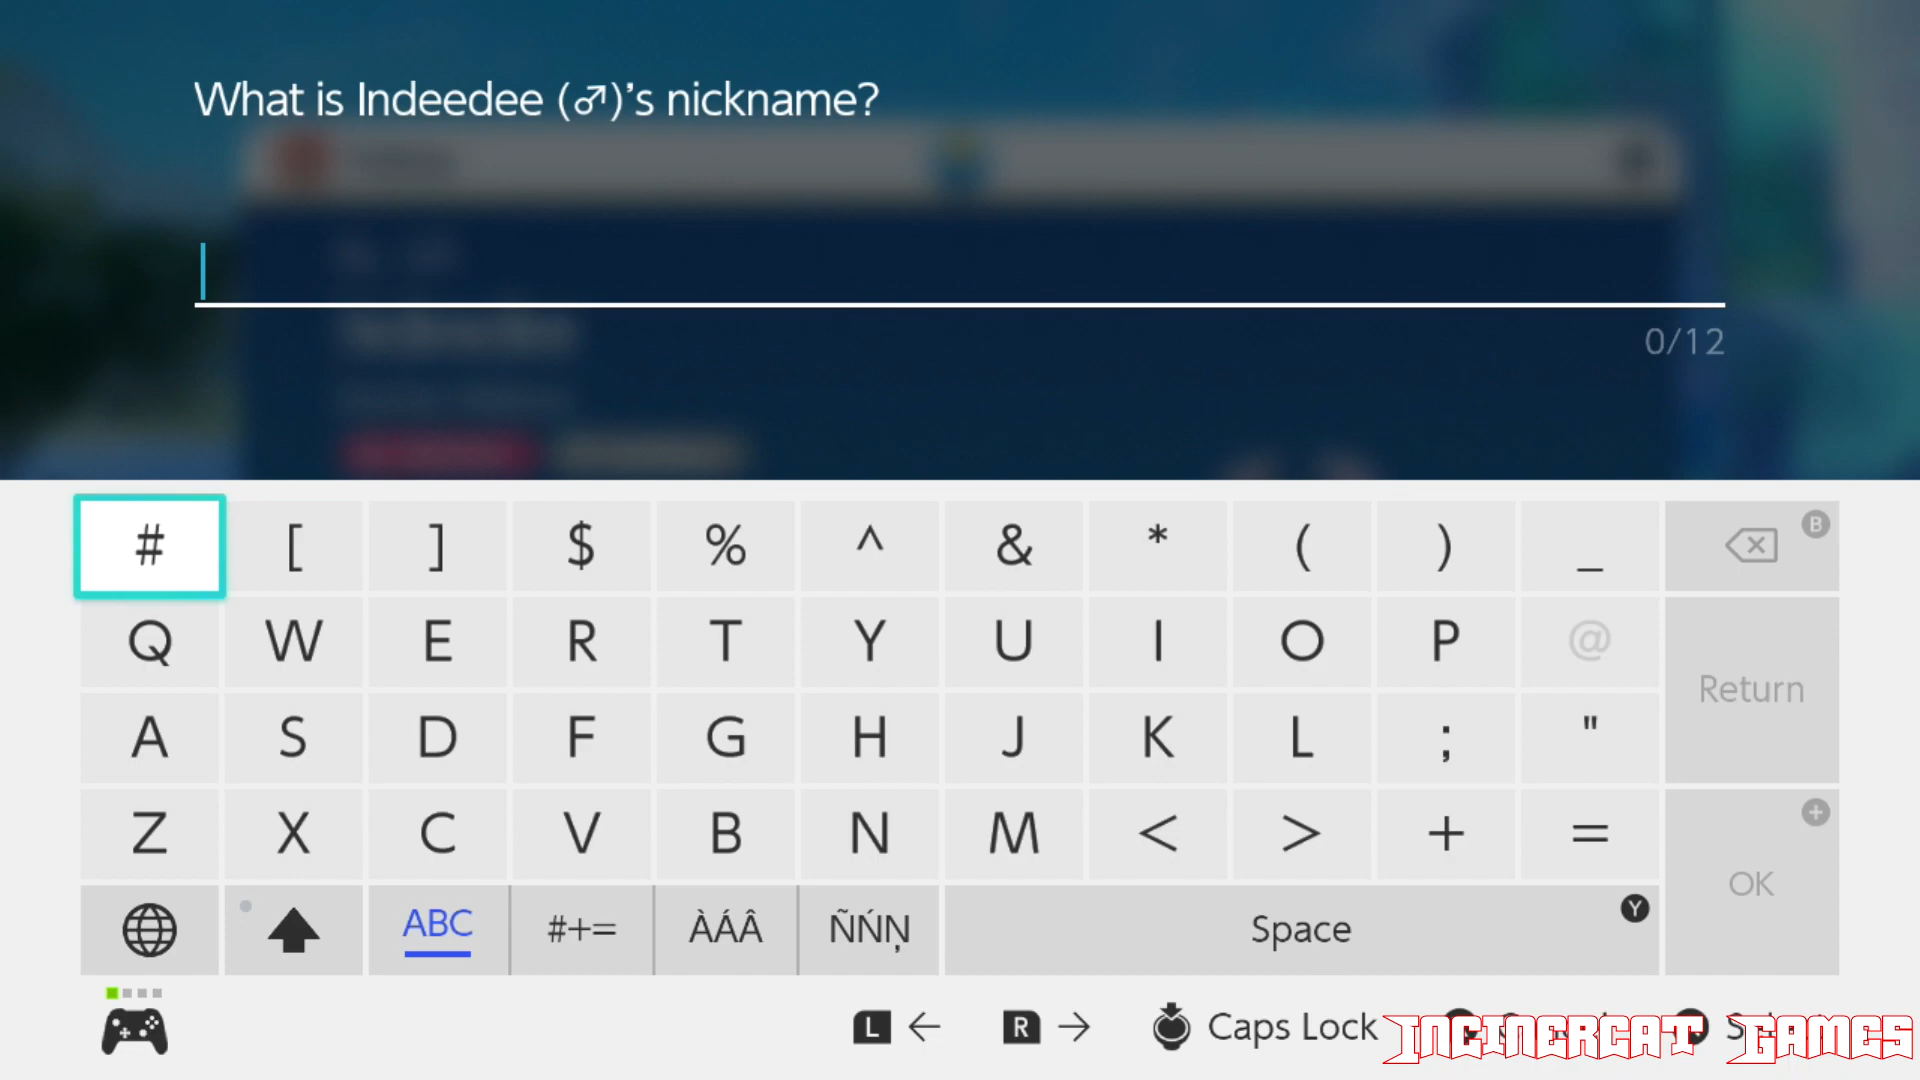 What is Indeedee (♂)'s nickname?
0/12
# [ ] $ % ^ & * ( ) _ B
Q W E R T Y U I O P @ Return
A S D F G H J K L ; "
Z X C V B N M < > + = + OK
ABC #+= ÀÁÂ ÑŃŅ Space Y
L ← R → Caps Lock INCINERCAT GAMES